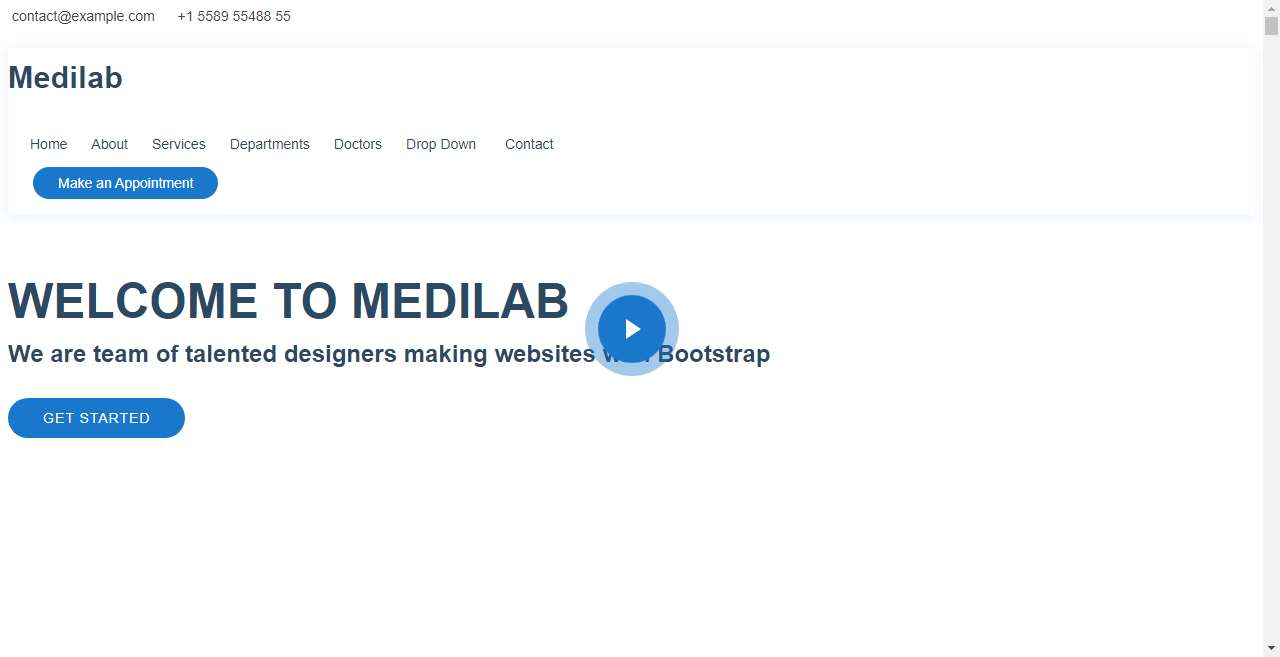 contact@example.com +1 5589 55488 55
Medilab
Home About Services Departments Doctors Drop Down Contact
Make an Appointment
WELCOME TO MEDILAB
We are team of talented designers making websites with Bootstrap
GET STARTED